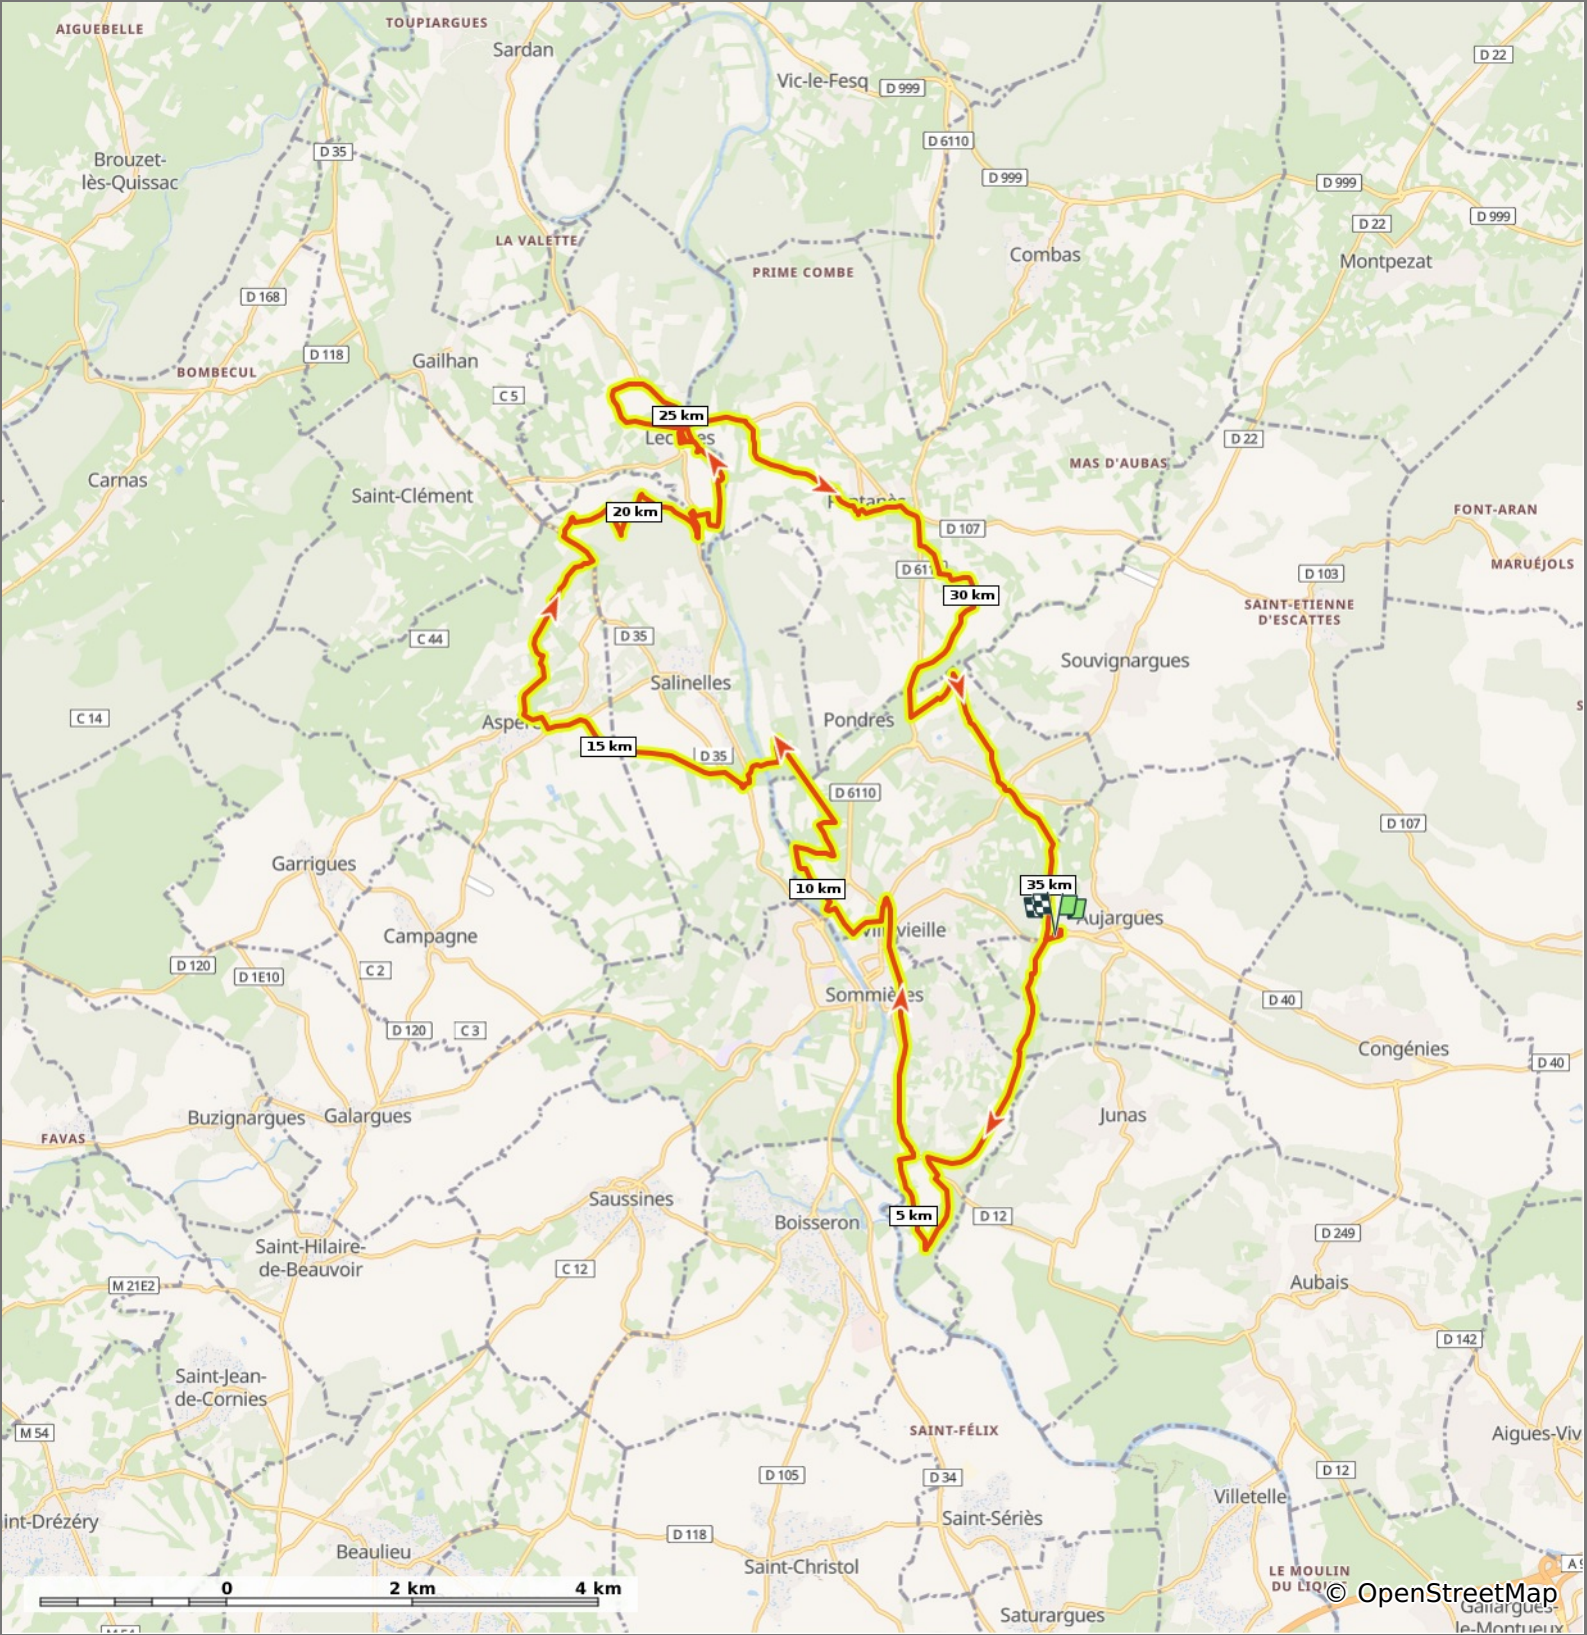 AIGUEBELLE
TOUPIARGUES
Sardan
Vic-le-Fesq
D 999
D 22
D 6110
D 35
Brouzet-
lès-Quissac
D 999
D 999
D 22
D 999
LA VALETTE
Combas
Montpezat
PRIME COMBE
D 168
D 118
Gailhan
BOMBECUL
C 5
25 km
D 22
MAS D'AUBAS
Carnas
Saint-Clément
20 km
FONT-ARAN
D 107
MARUÉJOLS
D 103
30 km
SAINT-ETIENNE
D'ESCATTES
C 44
D 35
Souvignargues
Salinelles
C 14
Pondres
15 km
D 35
D 6110
D 107
Garrigues
10 km
35 km
Aujargues
Campagne
D 120
D 1E10
C 2
Sommières
D 40
D 120
C 3
Congénies
D 40
Buzignargues
Galargues
Junas
FAVAS
Saussines
Boisseron
5 km
D 12
D 249
Saint-Hilaire-
de-Beauvoir
C 12
M 21E2
Aubais
D 142
Saint-Jean-
de-Cornies
M 54
SAINT-FÉLIX
Aigues-Viv
D 105
D 34
D 12
Villetelle
int-Drézéry
D 118
Saint-Sériès
Beaulieu
Saint-Christol
LE MOULIN
0 2 km 4 km
© OpenStreetMap
Saturargues
Gallargues-
le-Montueux